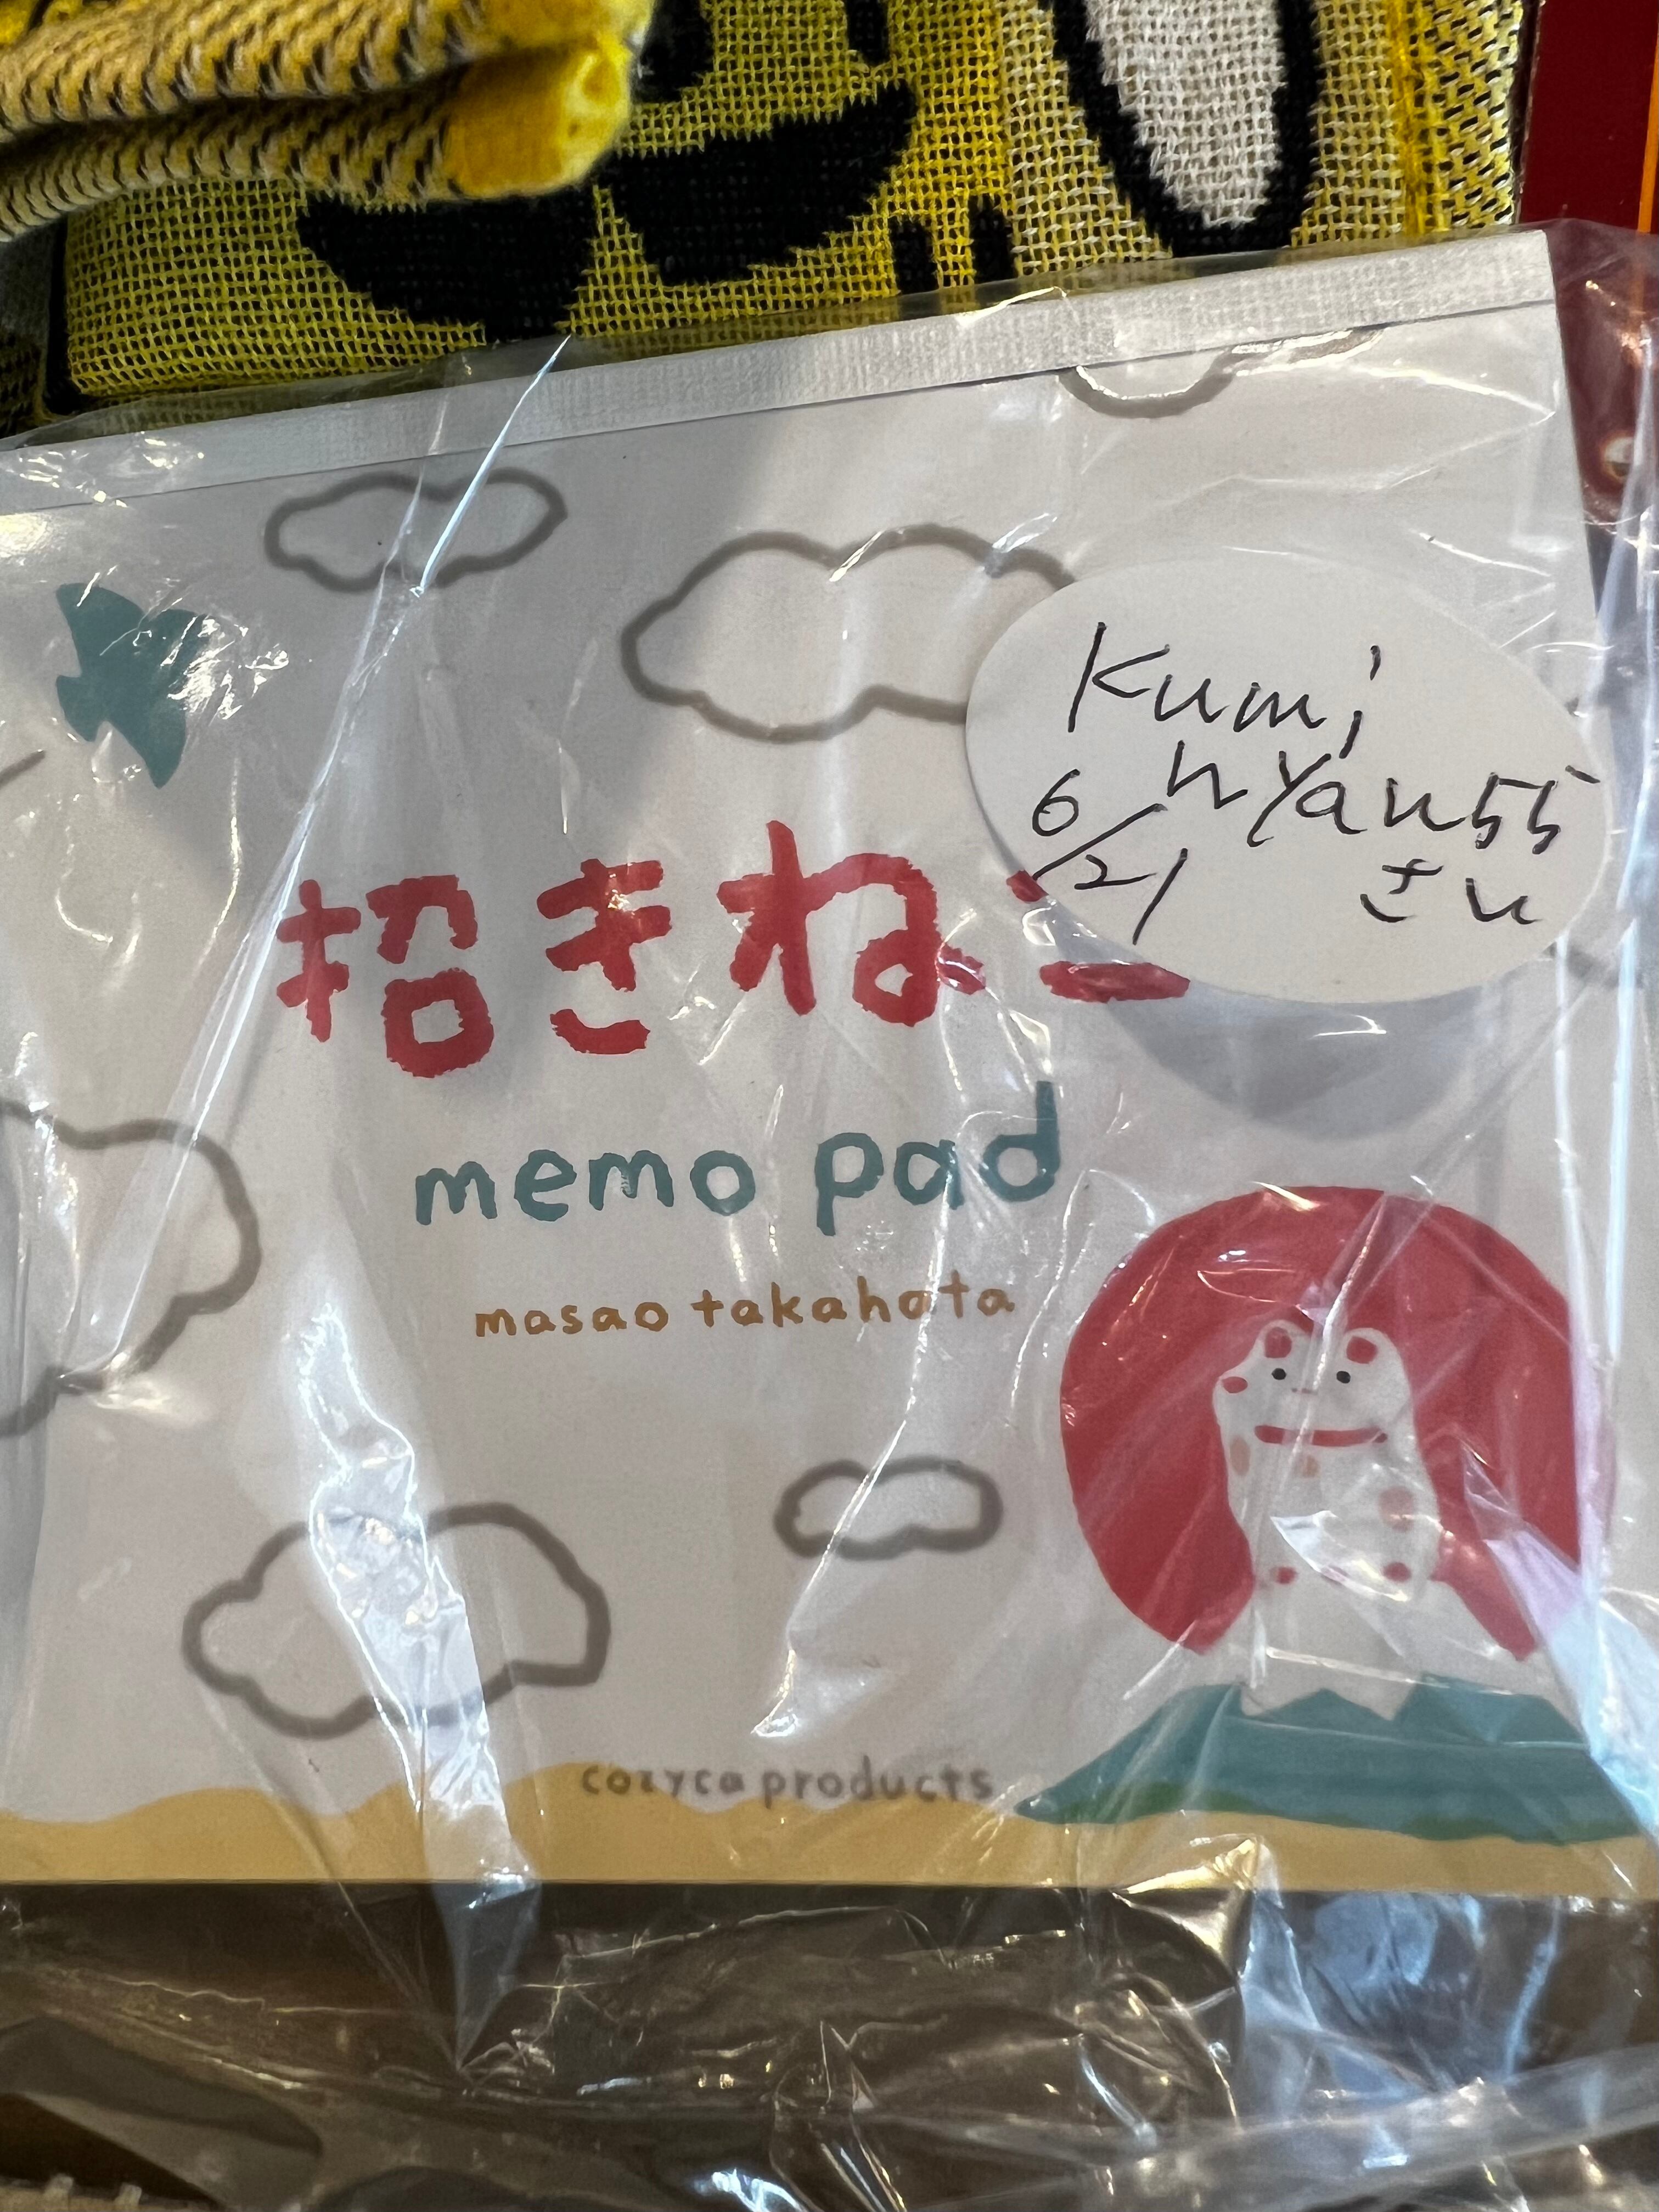 Kumi
nyan55
6/21 さん
招きねこ
memo pad
masao takahata
cozyca products